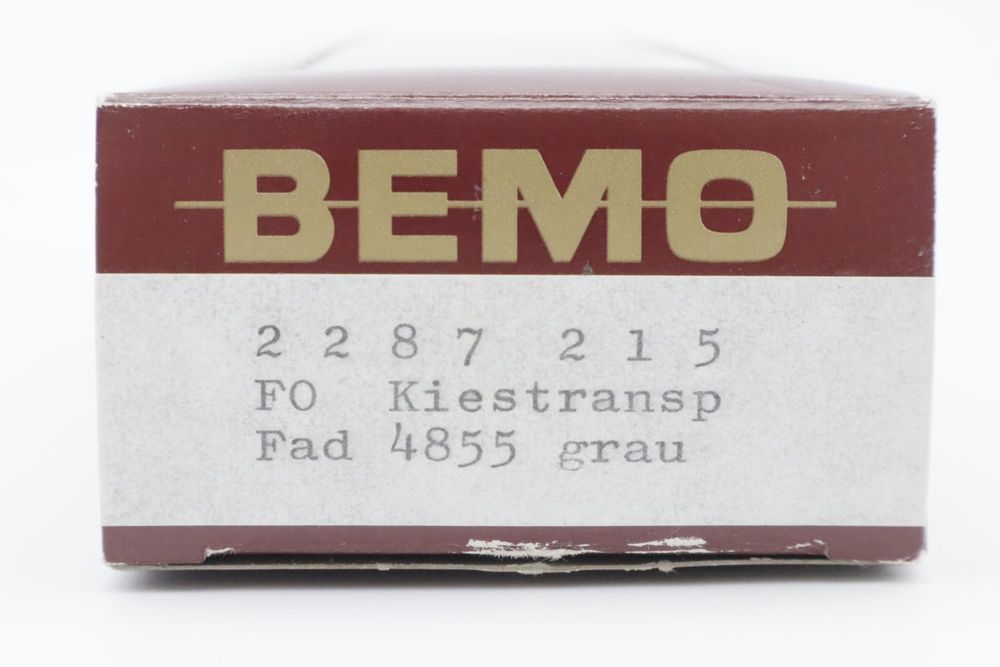 BEMO
2 2 8 7 2 1 5
FO Kiestransp
Fad 4855 grau